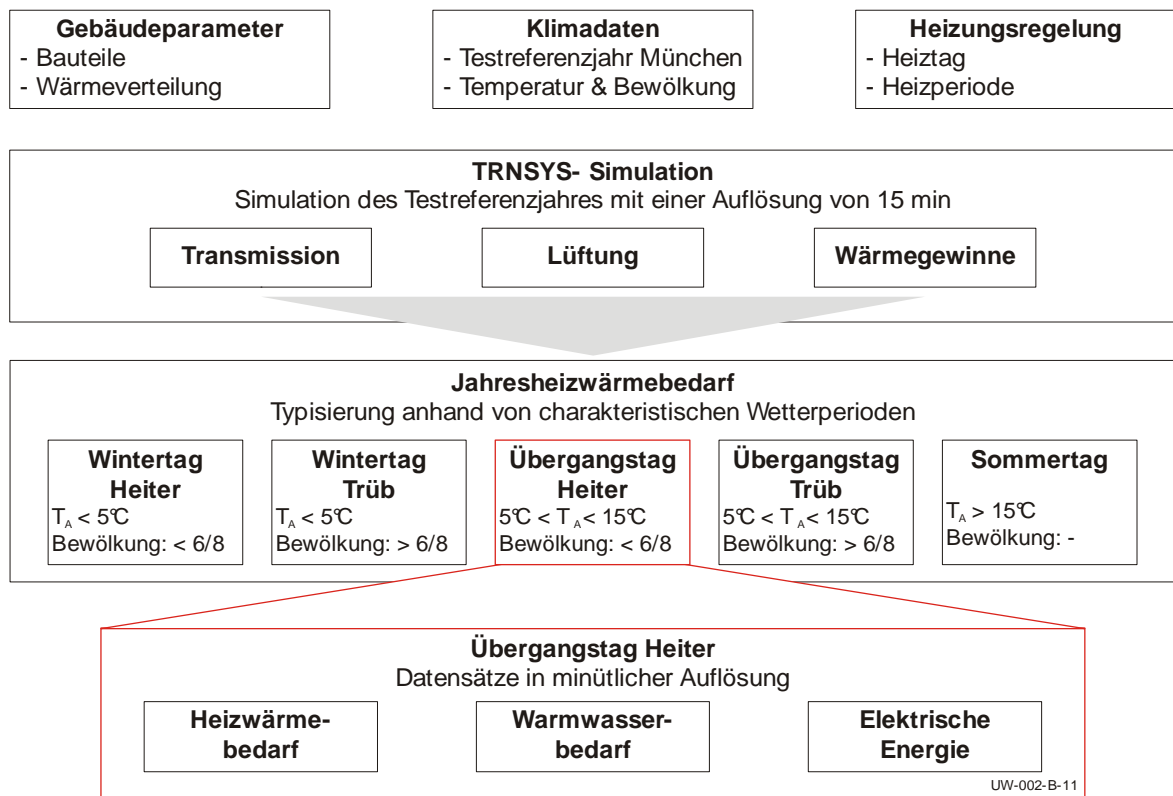 Gebäudeparameter
- Bauteile
- Wärmeverteilung
Klimadaten
- Testreferenzjahr München
- Temperatur & Bewölkung
Heizungsregelung
- Heiztag
- Heizperiode
TRNSYS- Simulation
Simulation des Testreferenzjahres mit einer Auflösung von 15 min
Transmission
Lüftung
Wärmegewinne
Jahresheizwärmebedarf
Typisierung anhand von charakteristischen Wetterperioden
Wintertag
Heiter
T_A < 5°C
Bewölkung: < 6/8
Wintertag
Trüb
T_A < 5°C
Bewölkung: > 6/8
Übergangstag
Heiter
5°C < T_A < 15°C
Bewölkung: < 6/8
Übergangstag
Trüb
5°C < T_A < 15°C
Bewölkung: > 6/8
Sommertag
T_A > 15°C
Bewölkung: -
Übergangstag Heiter
Datensätze in minütlicher Auflösung
Heizwärme-
bedarf
Warmwasser-
bedarf
Elektrische
Energie
UW-002-B-11